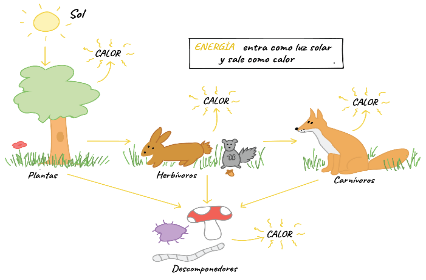 Sol
CALOR
ENERGÍA entra como luz solar
y sale como calor
CALOR
CALOR
Plantas
Herbívoros
Carnívoros
CALOR
Descomponedores